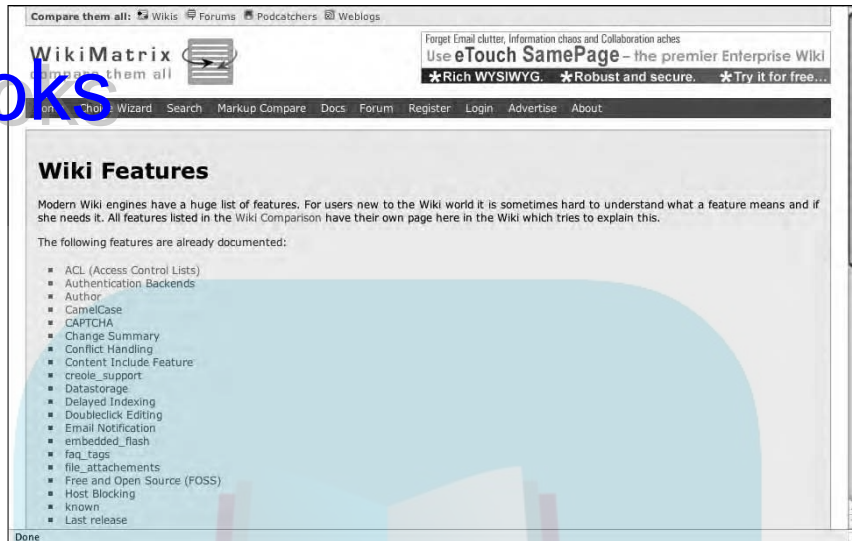 Compare them all: Wikis Forums Podcatchers Weblogs
WikiMatrix
compare them all
Forget Email clutter, Information chaos and Collaboration aches
Use eTouch SamePage – the premier Enterprise Wiki
★Rich WYSIWYG. ★Robust and secure. ★Try it for free...
oks
Choice Wizard Search Markup Compare Docs Forum Register Login Advertise About
Wiki Features
Modern Wiki engines have a huge list of features. For users new to the Wiki world it is sometimes hard to understand what a feature means and if
she needs it. All features listed in the Wiki Comparison have their own page here in the Wiki which tries to explain this.
The following features are already documented:
ACL (Access Control Lists)
Authentication Backends
Author
CamelCase
CAPTCHA
Change Summary
Conflict Handling
Content Include Feature
creole_support
Datastorage
Delayed Indexing
Doubleclick Editing
Email Notification
embedded_flash
faq_tags
file_attachements
Free and Open Source (FOSS)
Host Blocking
known
Last release
Done